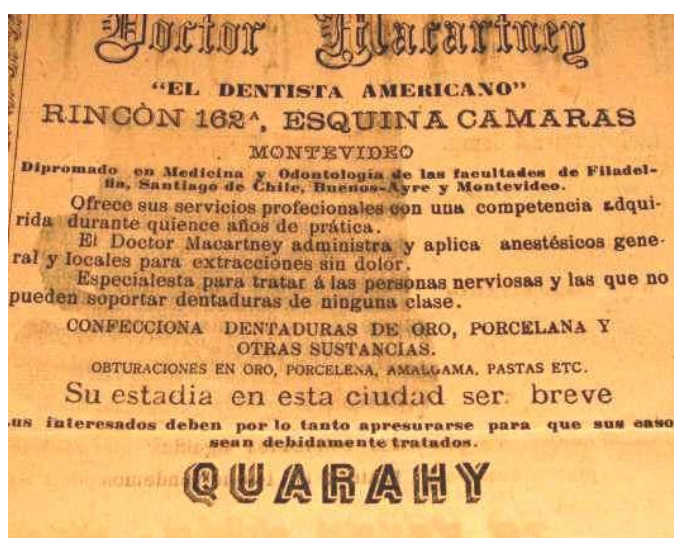 Doctor Macartney
“EL DENTISTA AMERICANO”
RINCÒN 162ᴬ, ESQUINA CAMARAS
MONTEVIDEO
Dipromado en Medicina y Odontologia de las facultades de Filadel-
fia, Santiago de Chile, Buenos-Ayre y Montevideo.
Ofrece sus servicios profecionales con una competencia adqui-
rida durante quience años de prática.
El Doctor Macartney administra y aplica anestésicos gene-
ral y locales para extracciones sin dolor.
Especialesta para tratar á las personas nerviosas y las que no
pueden soportar dentaduras de ninguna clase.
CONFECCIONA DENTADURAS DE ORO, PORCELANA Y
OTRAS SUSTANCIAS.
OBTURACIONES EN ORO, PORCELENA, AMALGAMA, PASTAS ETC.
Su estadia en esta ciudad ser breve
us interesados deben por lo tanto apresurarse para que sus caso
sean debidamente tratados.
QUARAHY